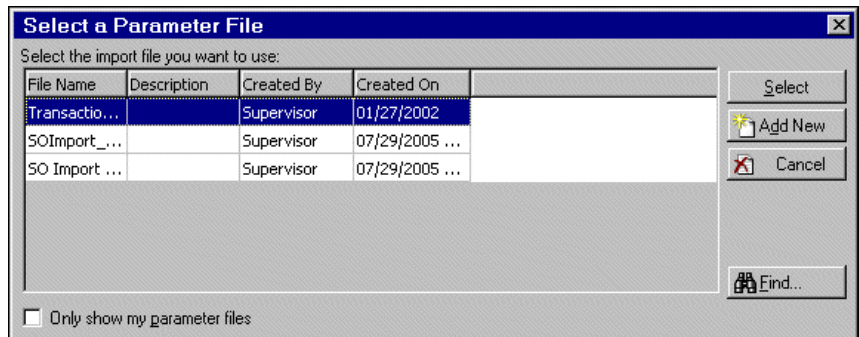 Select a Parameter File
Select the import file you want to use:
File Name Description Created By Created On
Transactio... Supervisor 01/27/2002
SOImport_... Supervisor 07/29/2005 ...
SO Import ... Supervisor 07/29/2005 ...
Select
Add New
Cancel
Find...
Only show my parameter files